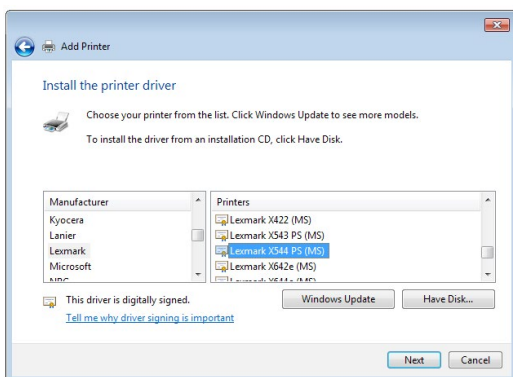 Add Printer
Install the printer driver
Choose your printer from the list. Click Windows Update to see more models.
To install the driver from an installation CD, click Have Disk.
Manufacturer
Kyocera
Lanier
Lexmark
Microsoft
Printers
Lexmark X422 (MS)
Lexmark X543 PS (MS)
Lexmark X544 PS (MS)
Lexmark X642e (MS)
This driver is digitally signed.
Tell me why driver signing is important
Windows Update
Have Disk...
Next
Cancel